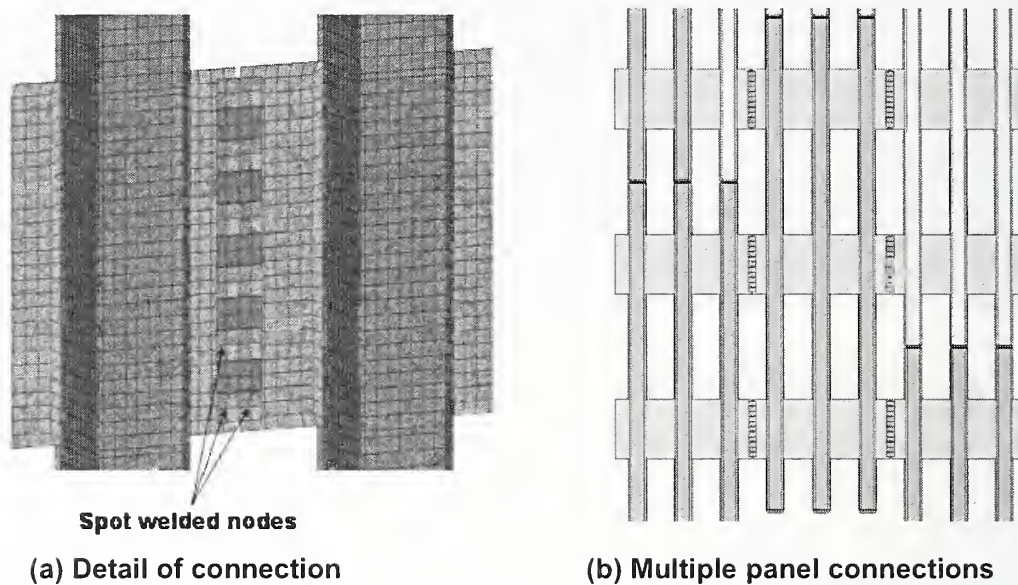 Spot welded nodes
(a) Detail of connection
(b) Multiple panel connections